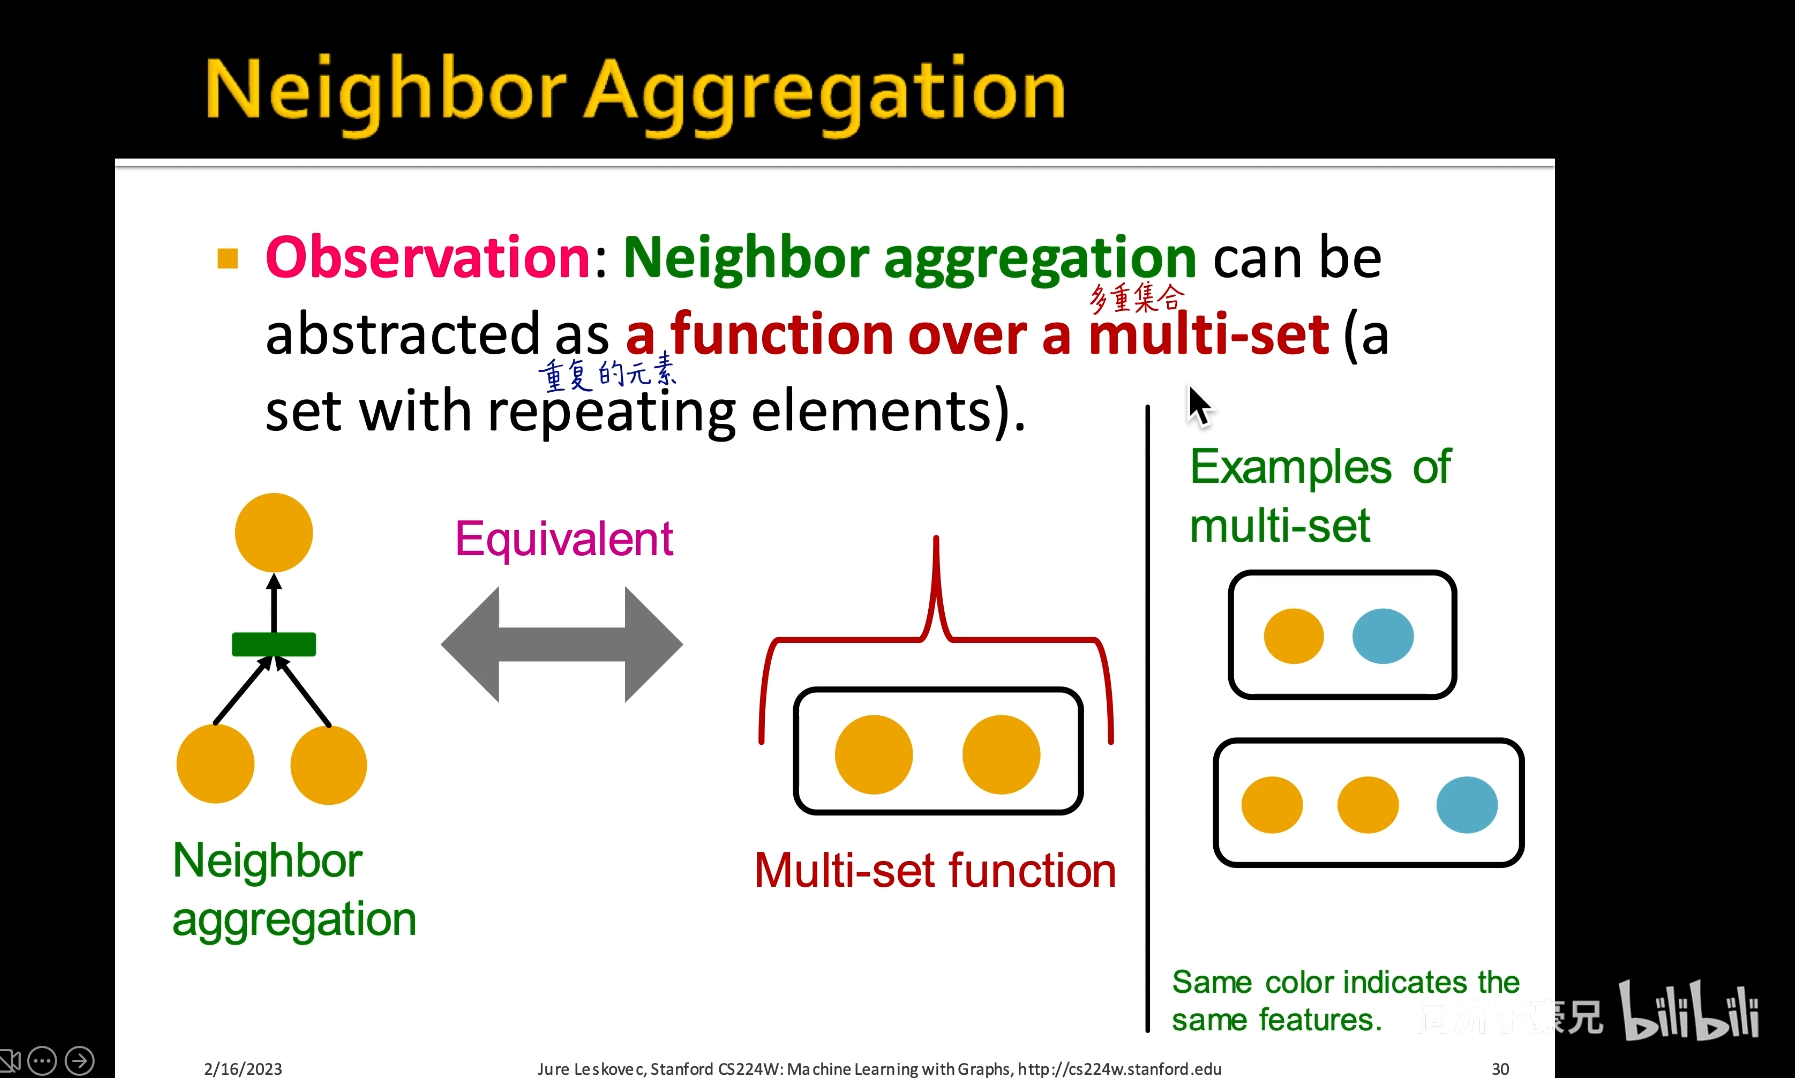 Neighbor Aggregation
Observation: Neighbor aggregation can be
多重集合
abstracted as a function over a multi-set (a
重复的元素
set with repeating elements).
Equivalent
Neighbor
aggregation
Multi-set function
Examples of
multi-set
Same color indicates the
same features.
豪兄 bilibili
2/16/2023
Jure Leskovec, Stanford CS224W: Machine Learning with Graphs, http://cs224w.stanford.edu
30